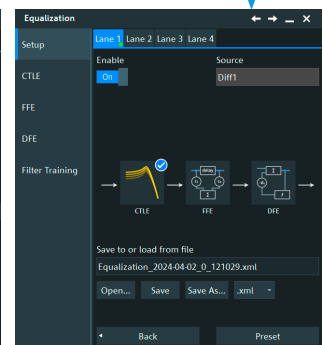 Equalization
Setup
CTLE
FFE
DFE
Filter Training
Lane 1 Lane 2 Lane 3 Lane 4
Enable
Source
On
Diff1
delay
Σ
Σ
CTLE
FFE
DFE
Save to or load from file
Equalization_2024-04-02_0_121029.xml
Open... Save Save As... .xml
Back
Preset